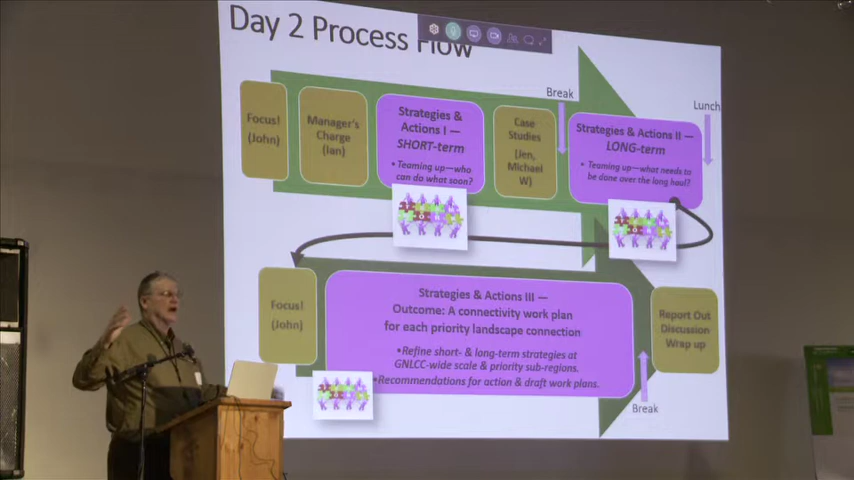 Day 2 Process Flow
Break
Lunch
Focus!
(John)
Manager's
Charge
(Ian)
Strategies &
Actions I —
SHORT-term
• Teaming up—who
can do what soon?
Case
Studies
(Jen,
Michael
W)
Strategies & Actions II —
LONG-term
• Teaming up—what needs to
be done over the long haul?
Focus!
(John)
Strategies & Actions III —
Outcome: A connectivity work plan
for each priority landscape connection
• Refine short- & long-term strategies at
GNLCC-wide scale & priority sub-regions.
• Recommendations for action & draft work plans.
Report Out
Discussion
Wrap up
Break